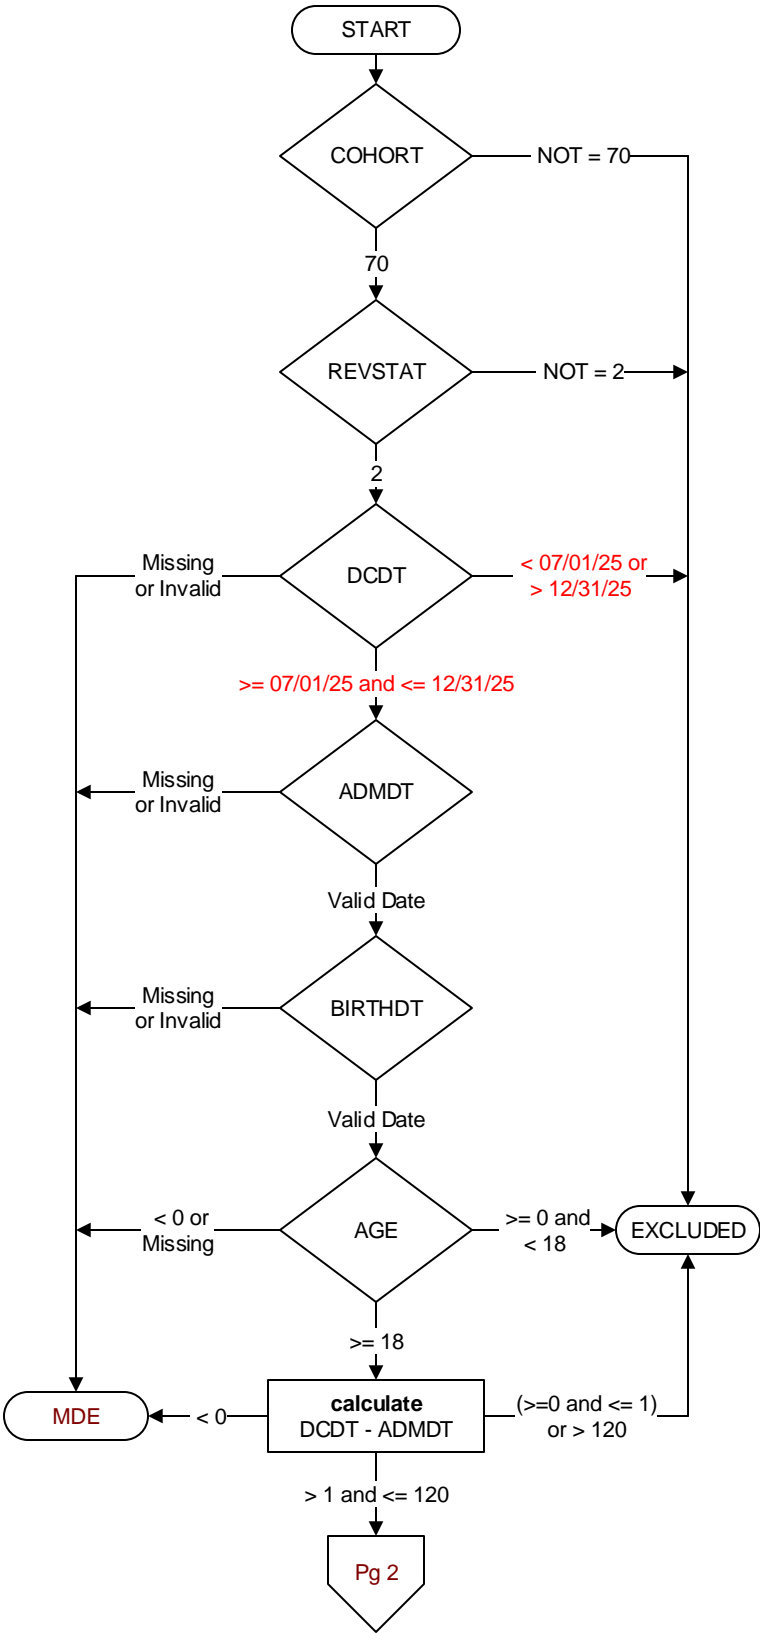 START
COHORT
NOT = 70
70
REVSTAT
NOT = 2
2
Missing
or Invalid
DCDT
< 07/01/25 or
> 12/31/25
>= 07/01/25 and <= 12/31/25
Missing
or Invalid
ADMDT
Valid Date
Missing
or Invalid
BIRTHDT
Valid Date
< 0 or
Missing
AGE
>= 0 and
< 18
EXCLUDED
>= 18
MDE
< 0
calculate
DCDT - ADMDT
(>=0 and <= 1)
or > 120
> 1 and <= 120
Pg 2